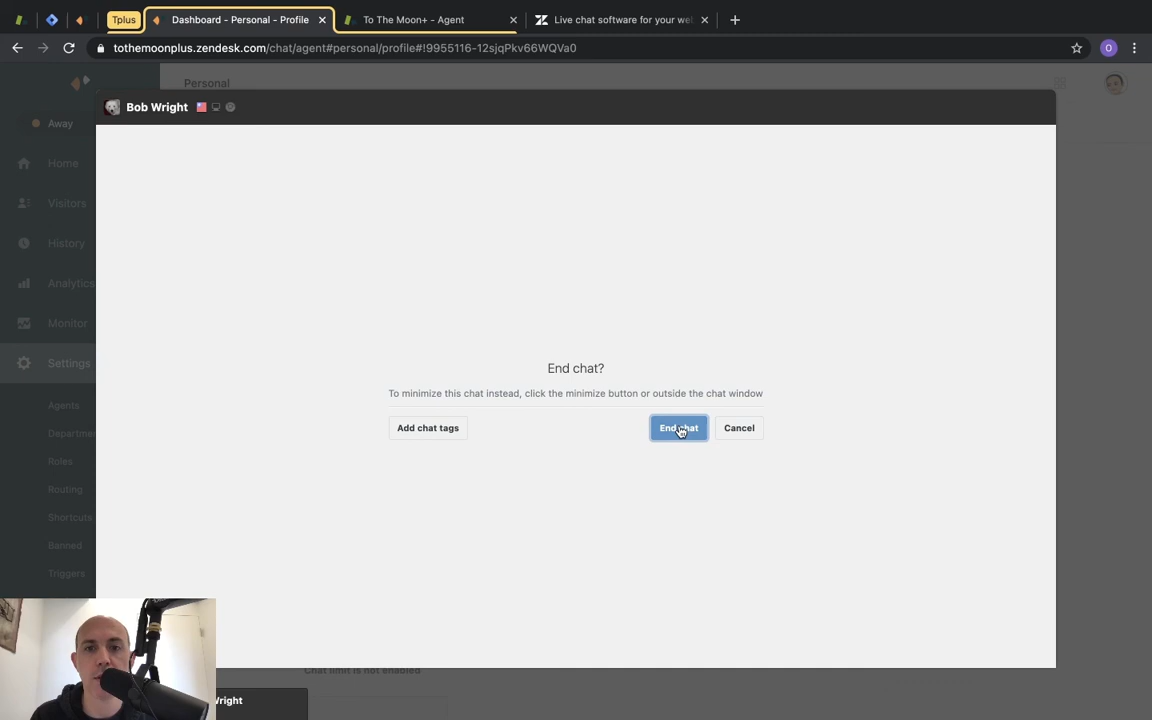 Tplus
Dashboard - Personal - Profile
To The Moon+ - Agent
Live chat software for your web
tothemoonplus.zendesk.com/chat/agent#personal/profile#!9955116-12sjqPkv66WQVa0
O
Personal
Bob Wright
Away
Home
Visitors
History
Analytics
Monitor
Settings
Agents
Departmen
Roles
Routing
Shortcuts
Banned
Triggers
End chat?
To minimize this chat instead, click the minimize button or outside the chat window
Add chat tags
End chat
Cancel
Chat limit is not enabled
Wright